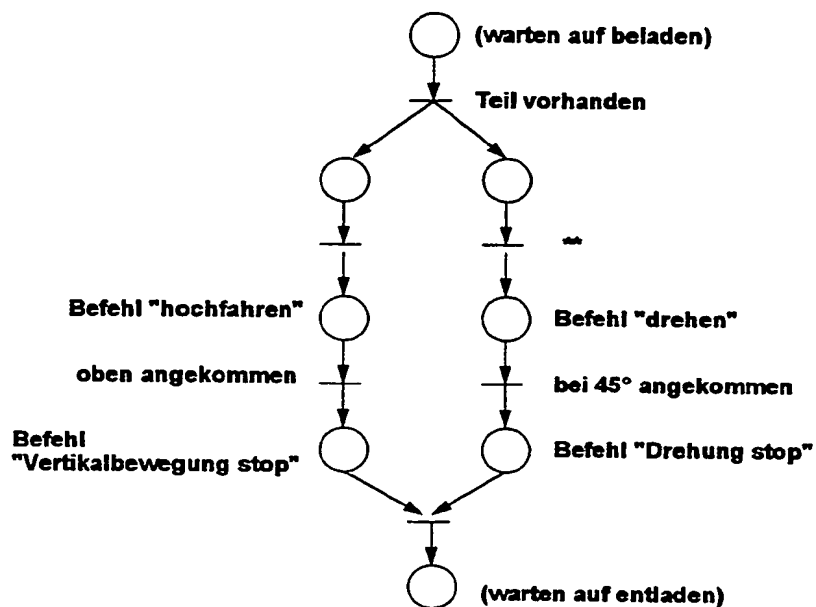 (warten auf beladen)
Teil vorhanden
**
Befehl "hochfahren"
Befehl "drehen"
oben angekommen
bei 45° angekommen
Befehl
"Vertikalbewegung stop"
Befehl "Drehung stop"
(warten auf entladen)